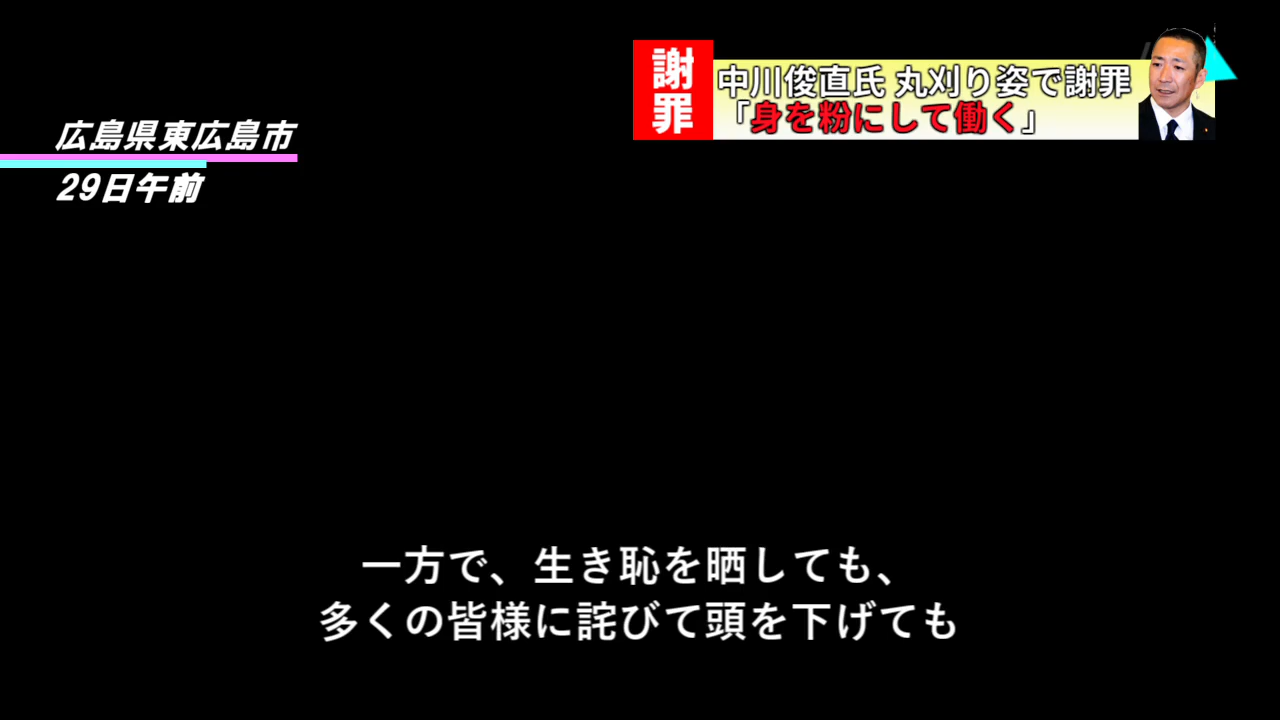 謝罪
中川俊直氏 丸刈り姿で謝罪
「身を粉にして働く」
広島県東広島市
29日午前
一方で、生き恥を晒しても、
多くの皆様に詫びて頭を下げても